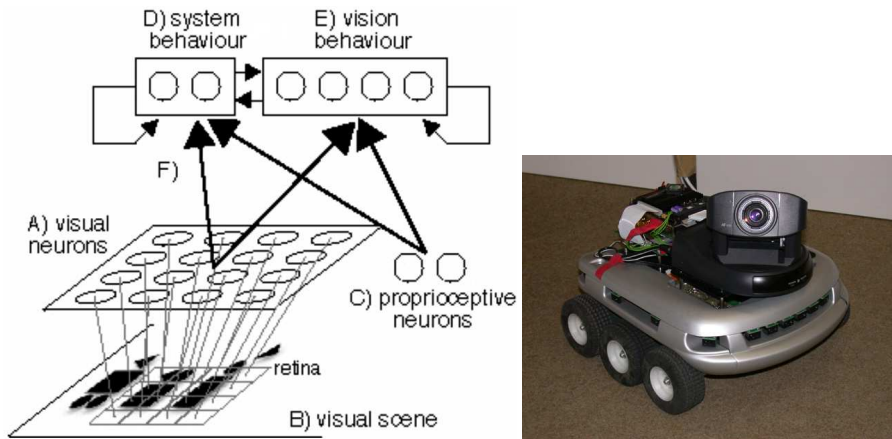 D) system
behaviour
E) vision
behaviour
F)
A) visual
neurons
C) proprioceptive
neurons
retina
B) visual scene